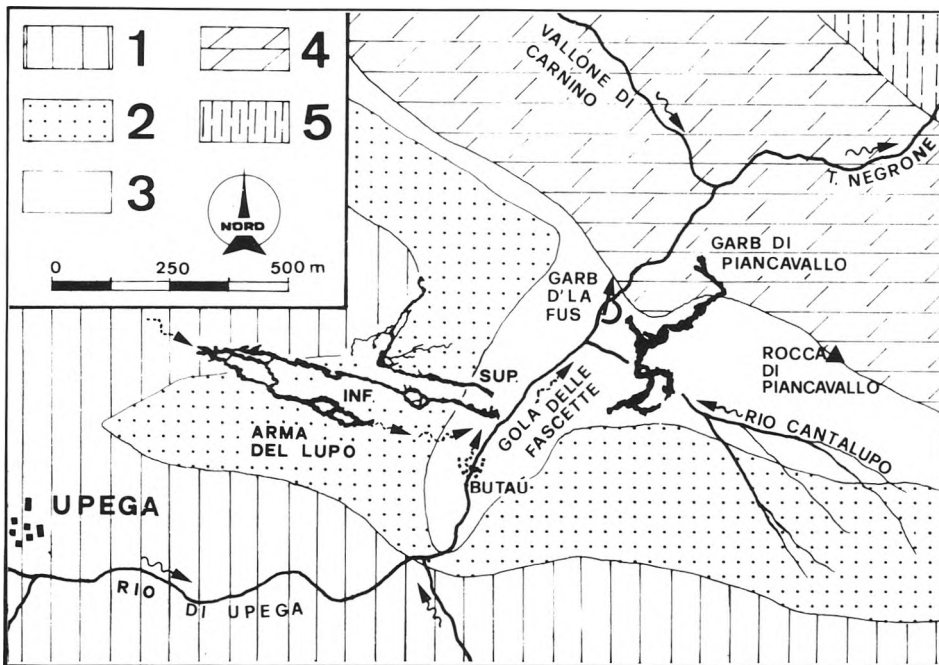 1
4
2
5
3
NORD
0 250 500 m
VALLONE DI
CARNINO
T. NEGRONE
GARB DI
PIANCAVALLO
GARB
D'LA
FUS
ROCCA
DI
PIANCAVALLO
SUP.
INF.
GOLA DELLE
FASCETTE
RIO CANTALUPO
ARMA
DEL LUPO
BUTAÚ
UPEGA
RIO DI UPEGA